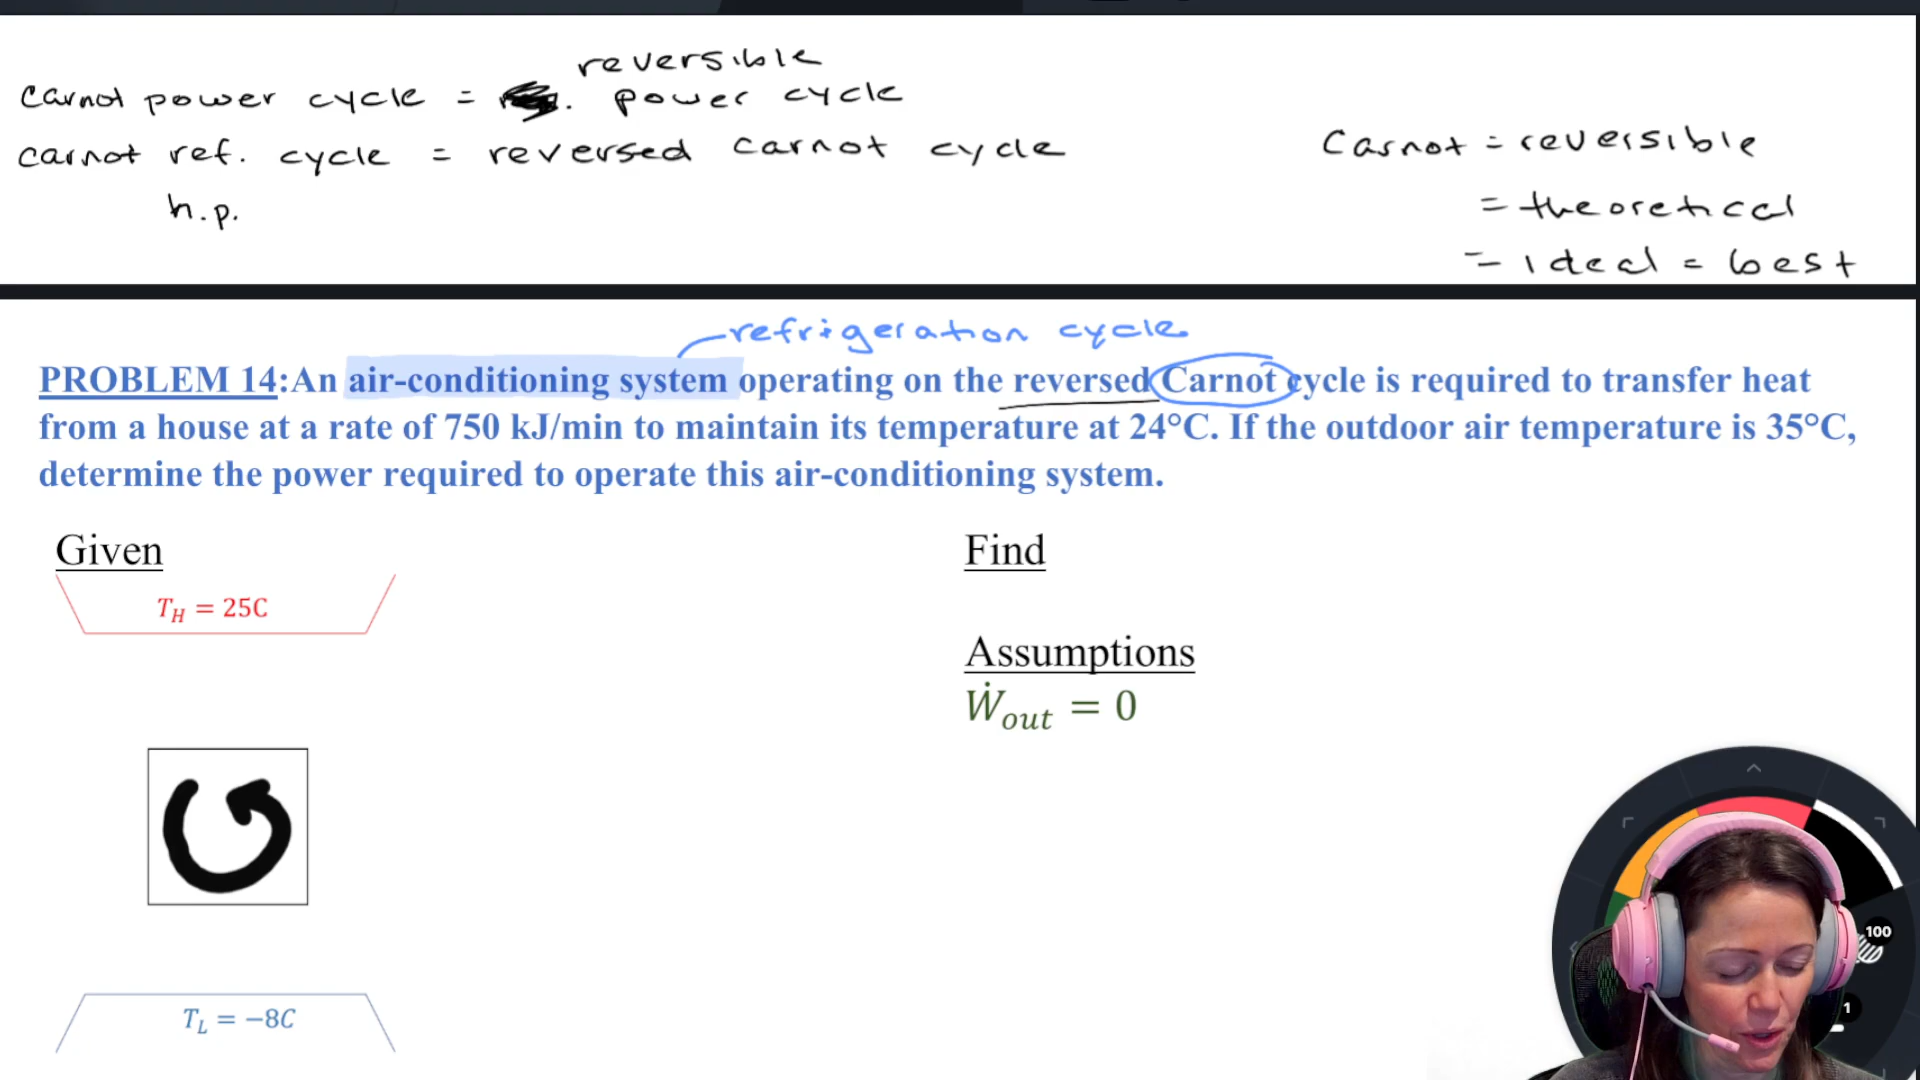 reversible
carnot power cycle = power cycle
carnot ref. cycle = reversed carnot cycle
h.p.
Carnot = reversible
= theoretical
= ideal = best
refrigeration cycle
PROBLEM 14:An air-conditioning system operating on the reversed Carnot cycle is required to transfer heat
from a house at a rate of 750 kJ/min to maintain its temperature at 24°C. If the outdoor air temperature is 35°C,
determine the power required to operate this air-conditioning system.
Given
T_H = 25C
T_L = −8C
Find
Assumptions
Ẇ_out = 0
100
1